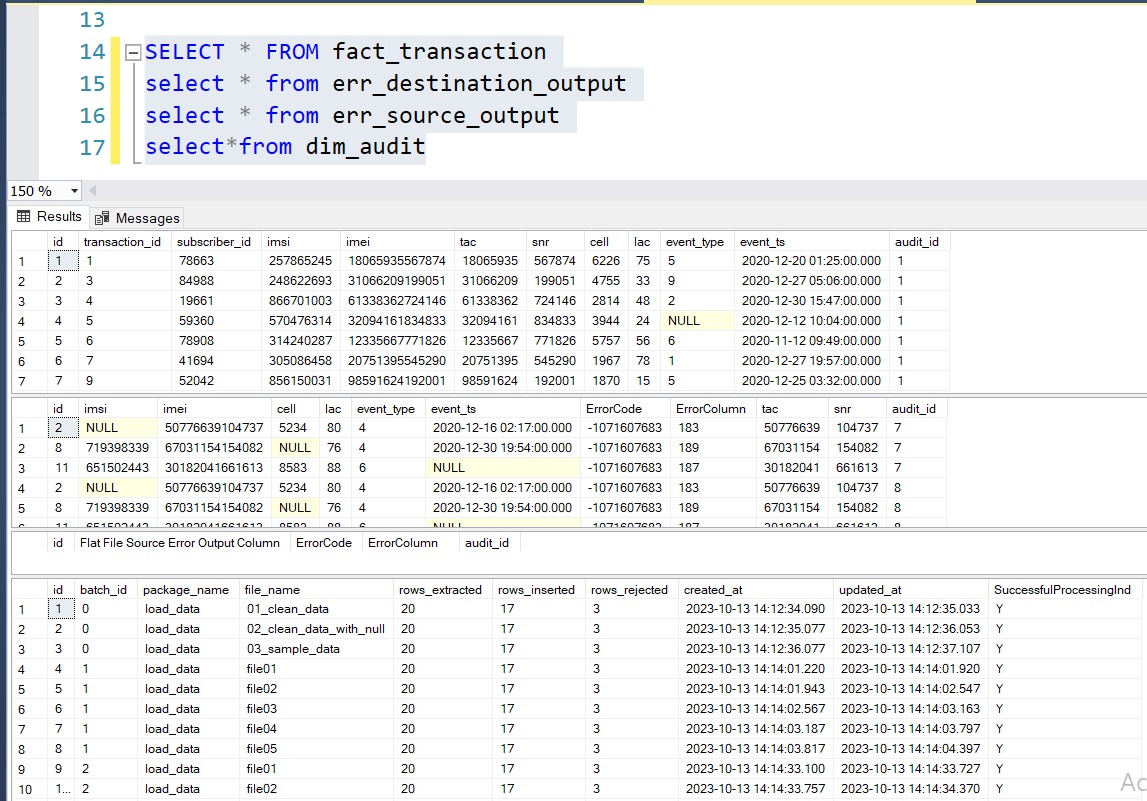 13
14 SELECT * FROM fact_transaction
15 select * from err_destination_output
16 select * from err_source_output
17 select*from dim_audit
150 %
Results Messages
id transaction_id subscriber_id imsi imei tac snr cell lac event_type event_ts audit_id
1 1 1 78663 257865245 18065935567874 18065935 567874 6226 75 5 2020-12-20 01:25:00.000 1
2 2 3 84988 248622693 31066209199051 31066209 199051 4755 33 9 2020-12-27 05:06:00.000 1
3 3 4 19661 866701003 61338362724146 61338362 724146 2814 48 2 2020-12-30 15:47:00.000 1
4 4 5 59360 570476314 32094161834833 32094161 834833 3944 24 NULL 2020-12-12 10:04:00.000 1
5 5 6 78908 314240287 12335667771826 12335667 771826 5757 56 6 2020-11-12 09:49:00.000 1
6 6 7 41694 305086458 20751395545290 20751395 545290 1967 78 1 2020-12-27 19:57:00.000 1
7 7 9 52042 856150031 98591624192001 98591624 192001 1870 15 5 2020-12-25 03:32:00.000 1
id imsi imei cell lac event_type event_ts ErrorCode ErrorColumn tac snr audit_id
1 2 NULL 50776639104737 5234 80 4 2020-12-16 02:17:00.000 -1071607683 183 50776639 104737 7
2 8 719398339 67031154154082 NULL 76 4 2020-12-30 19:54:00.000 -1071607683 189 67031154 154082 7
3 11 651502443 30182041661613 8583 88 6 NULL -1071607683 187 30182041 661613 7
4 2 NULL 50776639104737 5234 80 4 2020-12-16 02:17:00.000 -1071607683 183 50776639 104737 8
5 8 719398339 67031154154082 NULL 76 4 2020-12-30 19:54:00.000 -1071607683 189 67031154 154082 8
6 11 651502443 30182041661613 8583 88 6 NULL -1071607683 187 30182041 661613 8
id Flat File Source Error Output Column ErrorCode ErrorColumn audit_id
id batch_id package_name file_name rows_extracted rows_inserted rows_rejected created_at updated_at SuccessfulProcessingInd
1 1 0 load_data 01_clean_data 20 17 3 2023-10-13 14:12:34.090 2023-10-13 14:12:35.033 Y
2 2 0 load_data 02_clean_data_with_null 20 17 3 2023-10-13 14:12:35.077 2023-10-13 14:12:36.053 Y
3 3 0 load_data 03_sample_data 20 17 3 2023-10-13 14:12:36.077 2023-10-13 14:12:37.107 Y
4 4 1 load_data file01 20 17 3 2023-10-13 14:14:01.220 2023-10-13 14:14:01.920 Y
5 5 1 load_data file02 20 17 3 2023-10-13 14:14:01.943 2023-10-13 14:14:02.547 Y
6 6 1 load_data file03 20 17 3 2023-10-13 14:14:02.567 2023-10-13 14:14:03.163 Y
7 7 1 load_data file04 20 17 3 2023-10-13 14:14:03.187 2023-10-13 14:14:03.797 Y
8 8 1 load_data file05 20 17 3 2023-10-13 14:14:03.817 2023-10-13 14:14:04.397 Y
9 9 2 load_data file01 20 17 3 2023-10-13 14:14:33.100 2023-10-13 14:14:33.727 Y
10 1... 2 load_data file02 20 17 3 2023-10-13 14:14:33.757 2023-10-13 14:14:34.370 Y